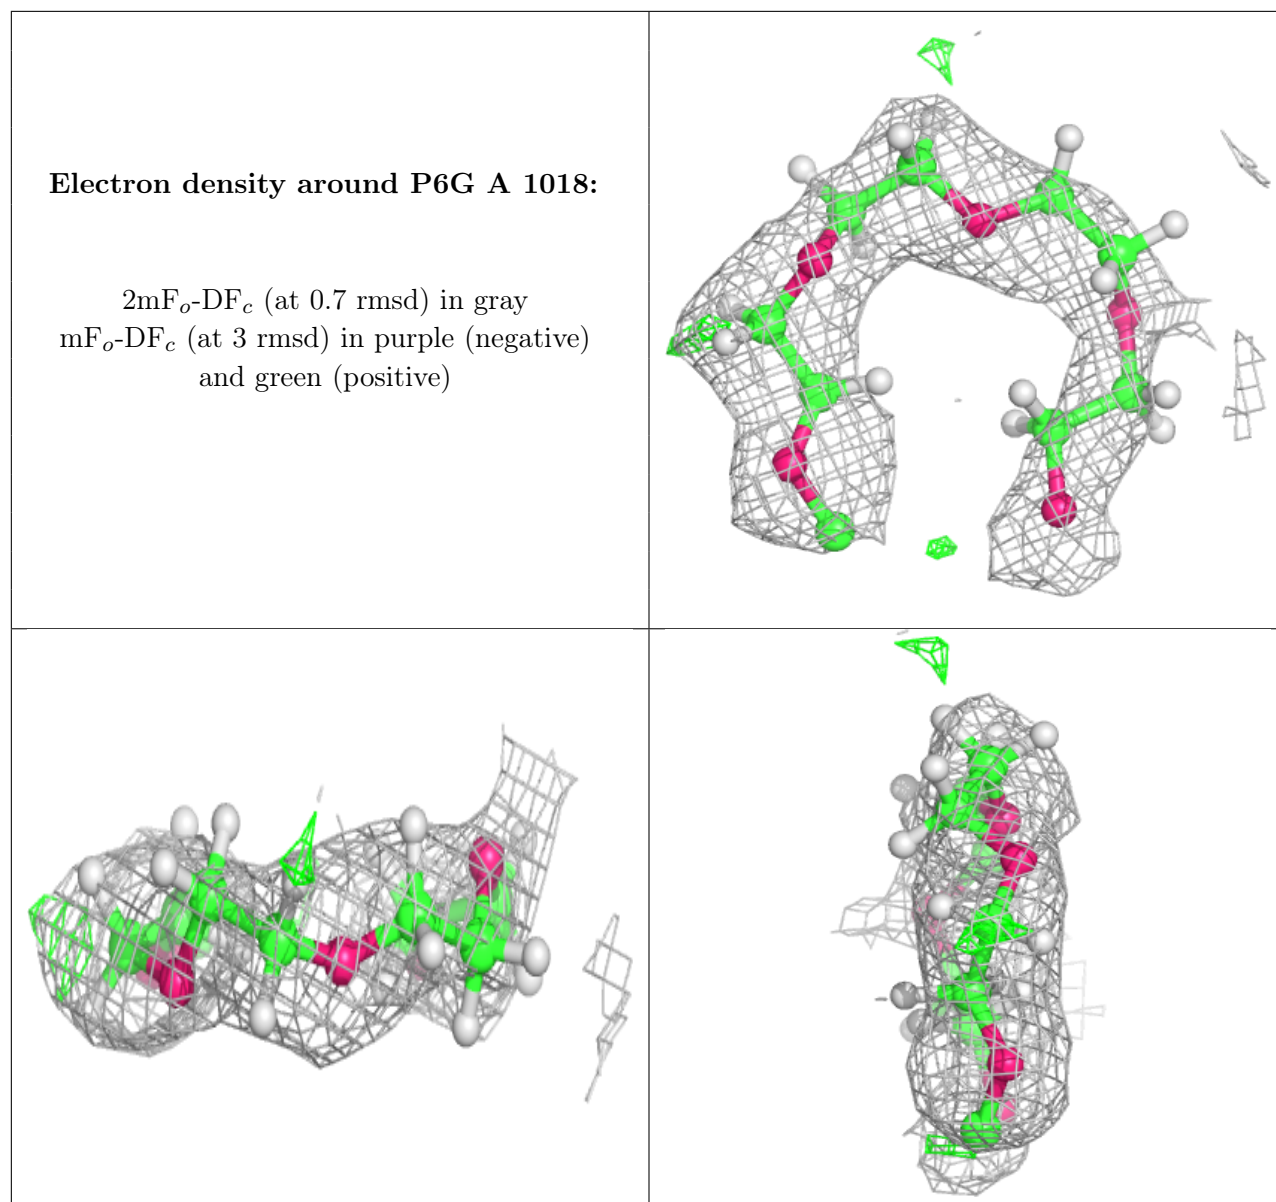 Electron density around P6G A 1018:
2mFₒ-DF𝒸 (at 0.7 rmsd) in gray
mFₒ-DF𝒸 (at 3 rmsd) in purple (negative)
and green (positive)